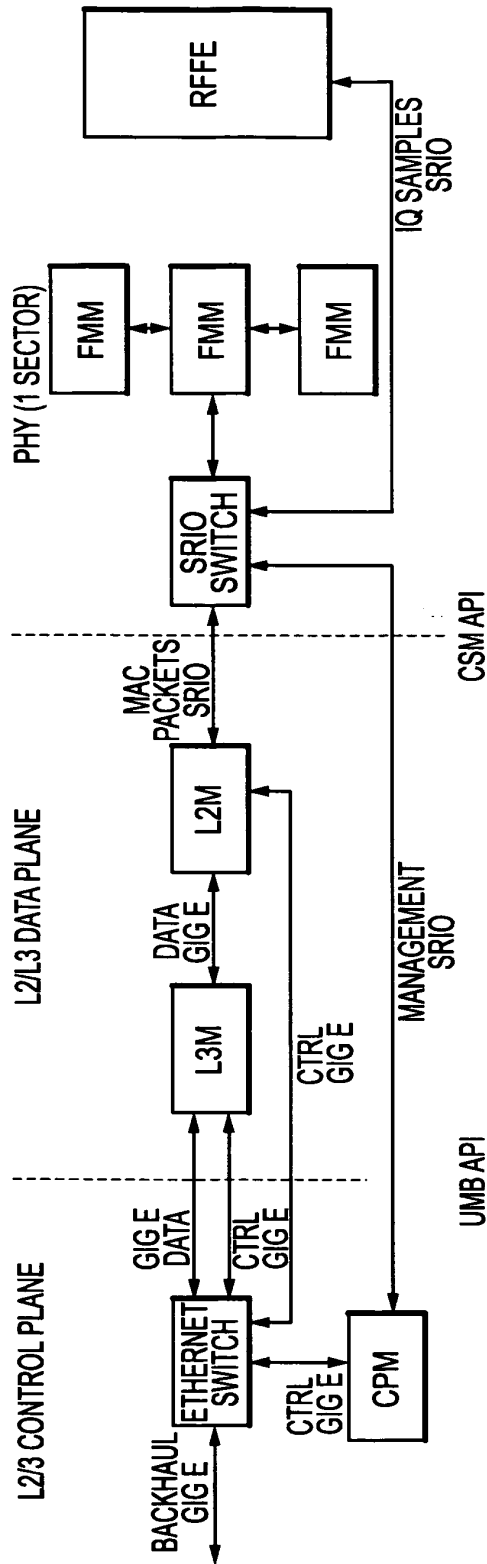 L2/3 CONTROL PLANE
L2/L3 DATA PLANE
PHY (1 SECTOR)
BACKHAUL
GIG E
ETHERNET
SWITCH
GIG E
DATA
CTRL
GIG E
L3M
DATA
GIG E
L2M
MAC
PACKETS
SRIO
SRIO
SWITCH
FMM
FMM
FMM
RFFE
CTRL
GIG E
CPM
CTRL
GIG E
MANAGEMENT
SRIO
IQ SAMPLES
SRIO
UMB API
CSM API